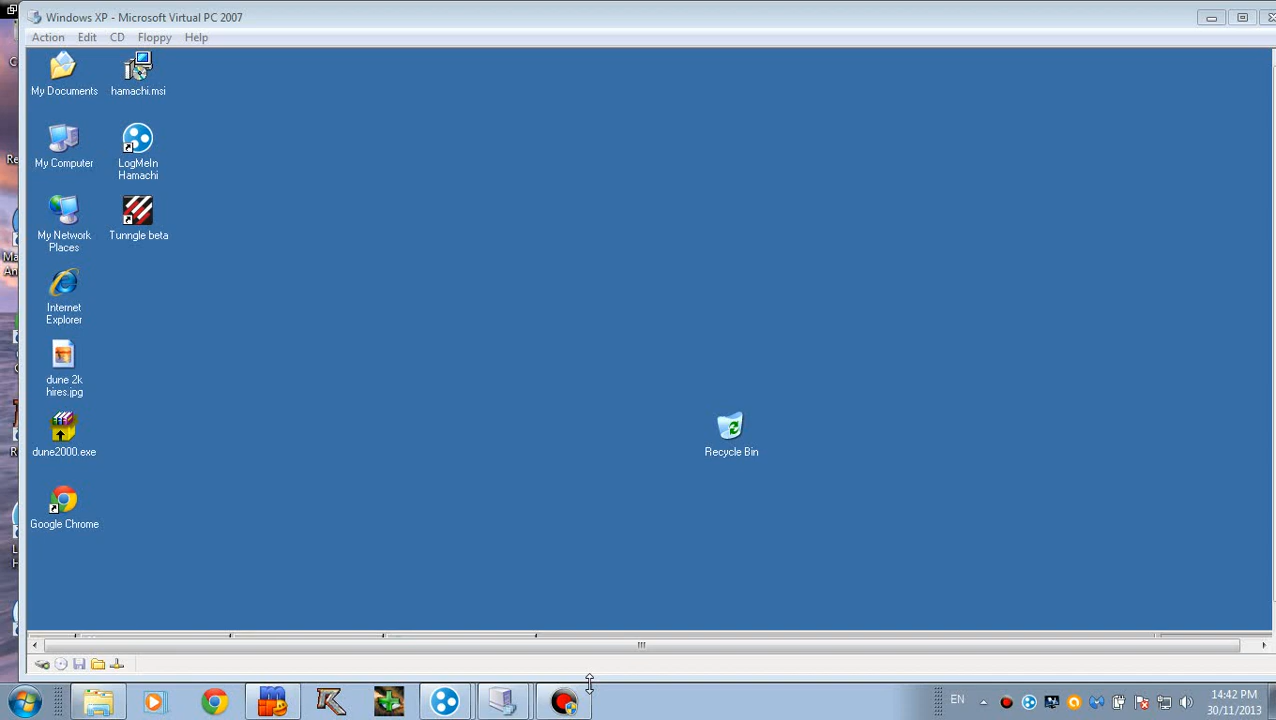 Windows XP - Microsoft Virtual PC 2007
Action Edit CD Floppy Help
My Documents
hamachi.msi
My Computer
LogMeIn
Hamachi
My Network
Places
Tunngle beta
Internet
Explorer
dune 2k
hires.jpg
dune2000.exe
Recycle Bin
Google Chrome
EN
14:42 PM
30/11/2013